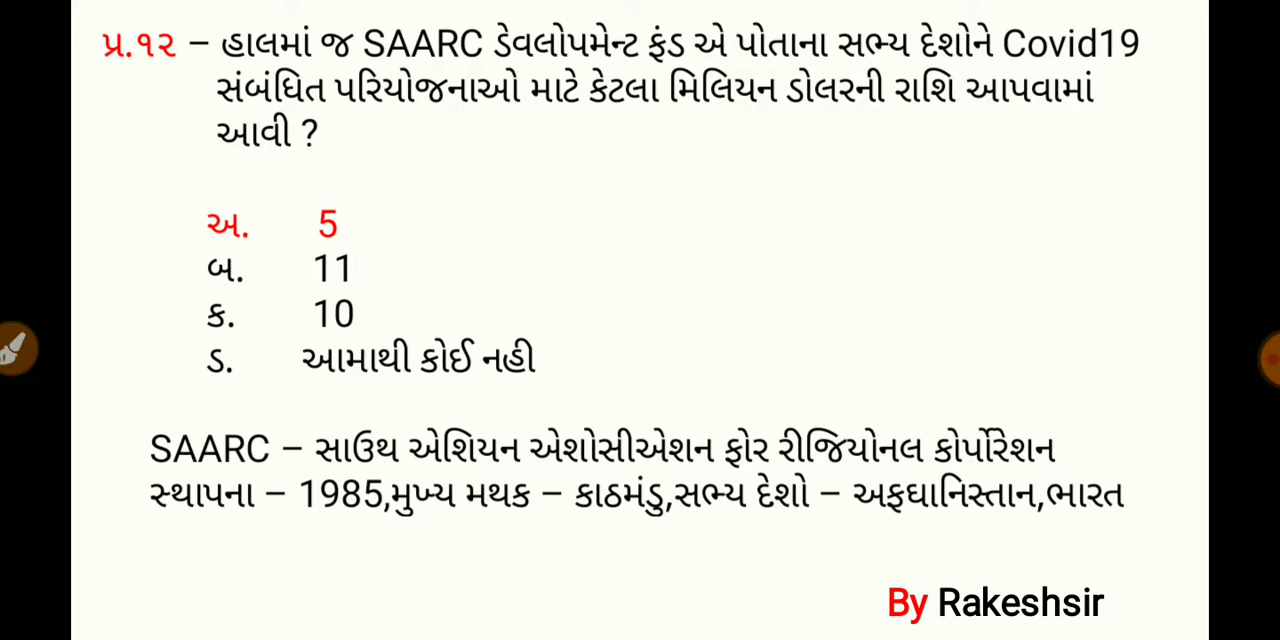 પ્ર.૧૨ – હાલમાં જ SAARC ડેવલોપમેન્ટ ફંડ એ પોતાના સભ્ય દેશોને Covid19
સંબંધિત પરિયોજનાઓ માટે કેટલા મિલિયન ડોલરની રાશિ આપવામાં
આવી ?
અ. 5
બ. 11
ક. 10
ડ. આમાથી કોઈ નહી
SAARC – સાઉથ એશિયન એશોસીએશન ફોર રીજિયોનલ કોર્પોરેશન
સ્થાપના – 1985,મુખ્ય મથક – કાઠમંડુ,સભ્ય દેશો – અફઘાનિસ્તાન,ભારત
By Rakeshsir